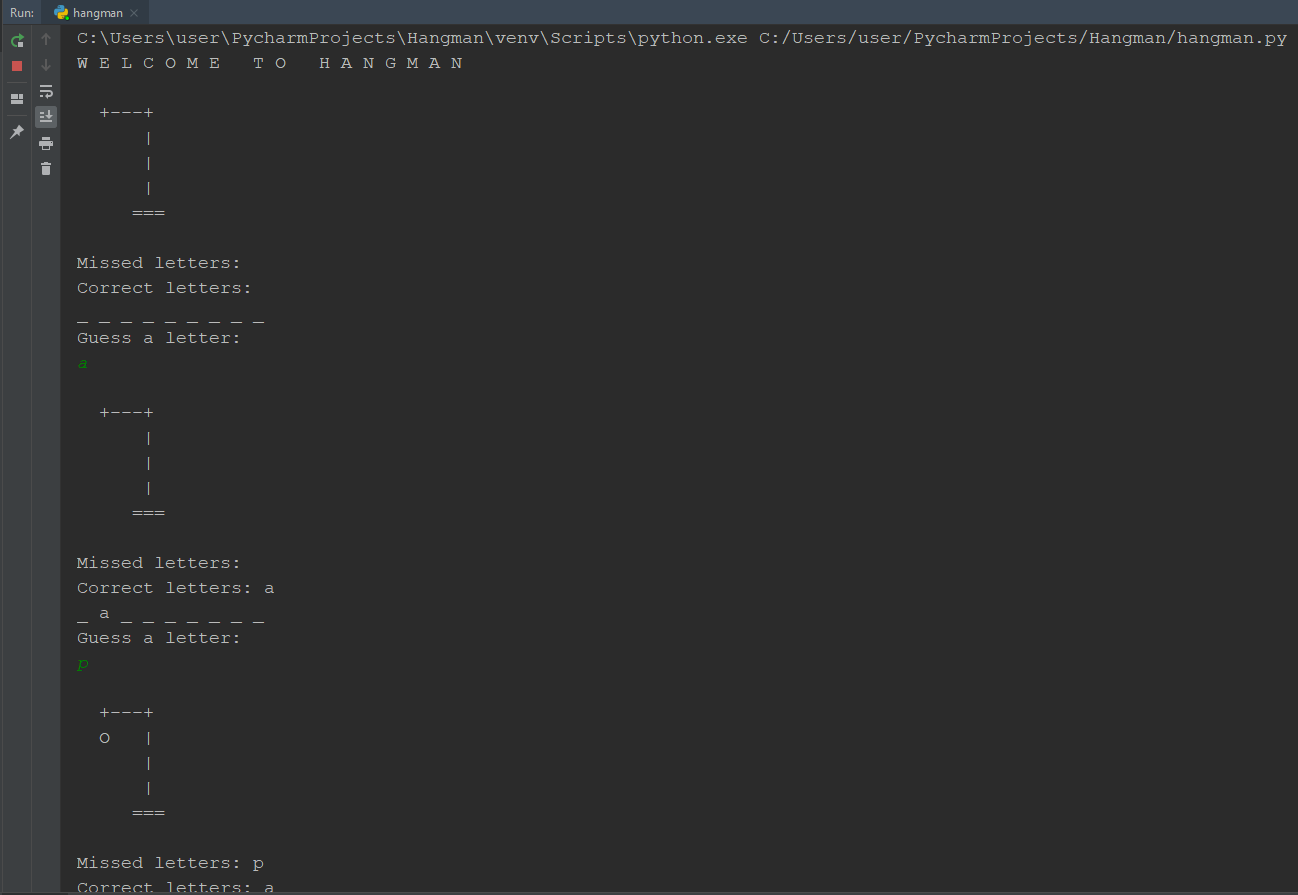 Run: hangman
C:\Users\user\PycharmProjects\Hangman\venv\Scripts\python.exe C:/Users/user/PycharmProjects/Hangman/hangman.py
W E L C O M E   T O   H A N G M A N
  +---+
      |
      |
      |
     ===
Missed letters:
Correct letters:
_ _ _ _ _ _ _ _ _
Guess a letter:
a
  +---+
      |
      |
      |
     ===
Missed letters:
Correct letters: a
_ a _ _ _ _ _ _ _
Guess a letter:
p
  +---+
  O   |
      |
      |
     ===
Missed letters: p
Correct letters: a